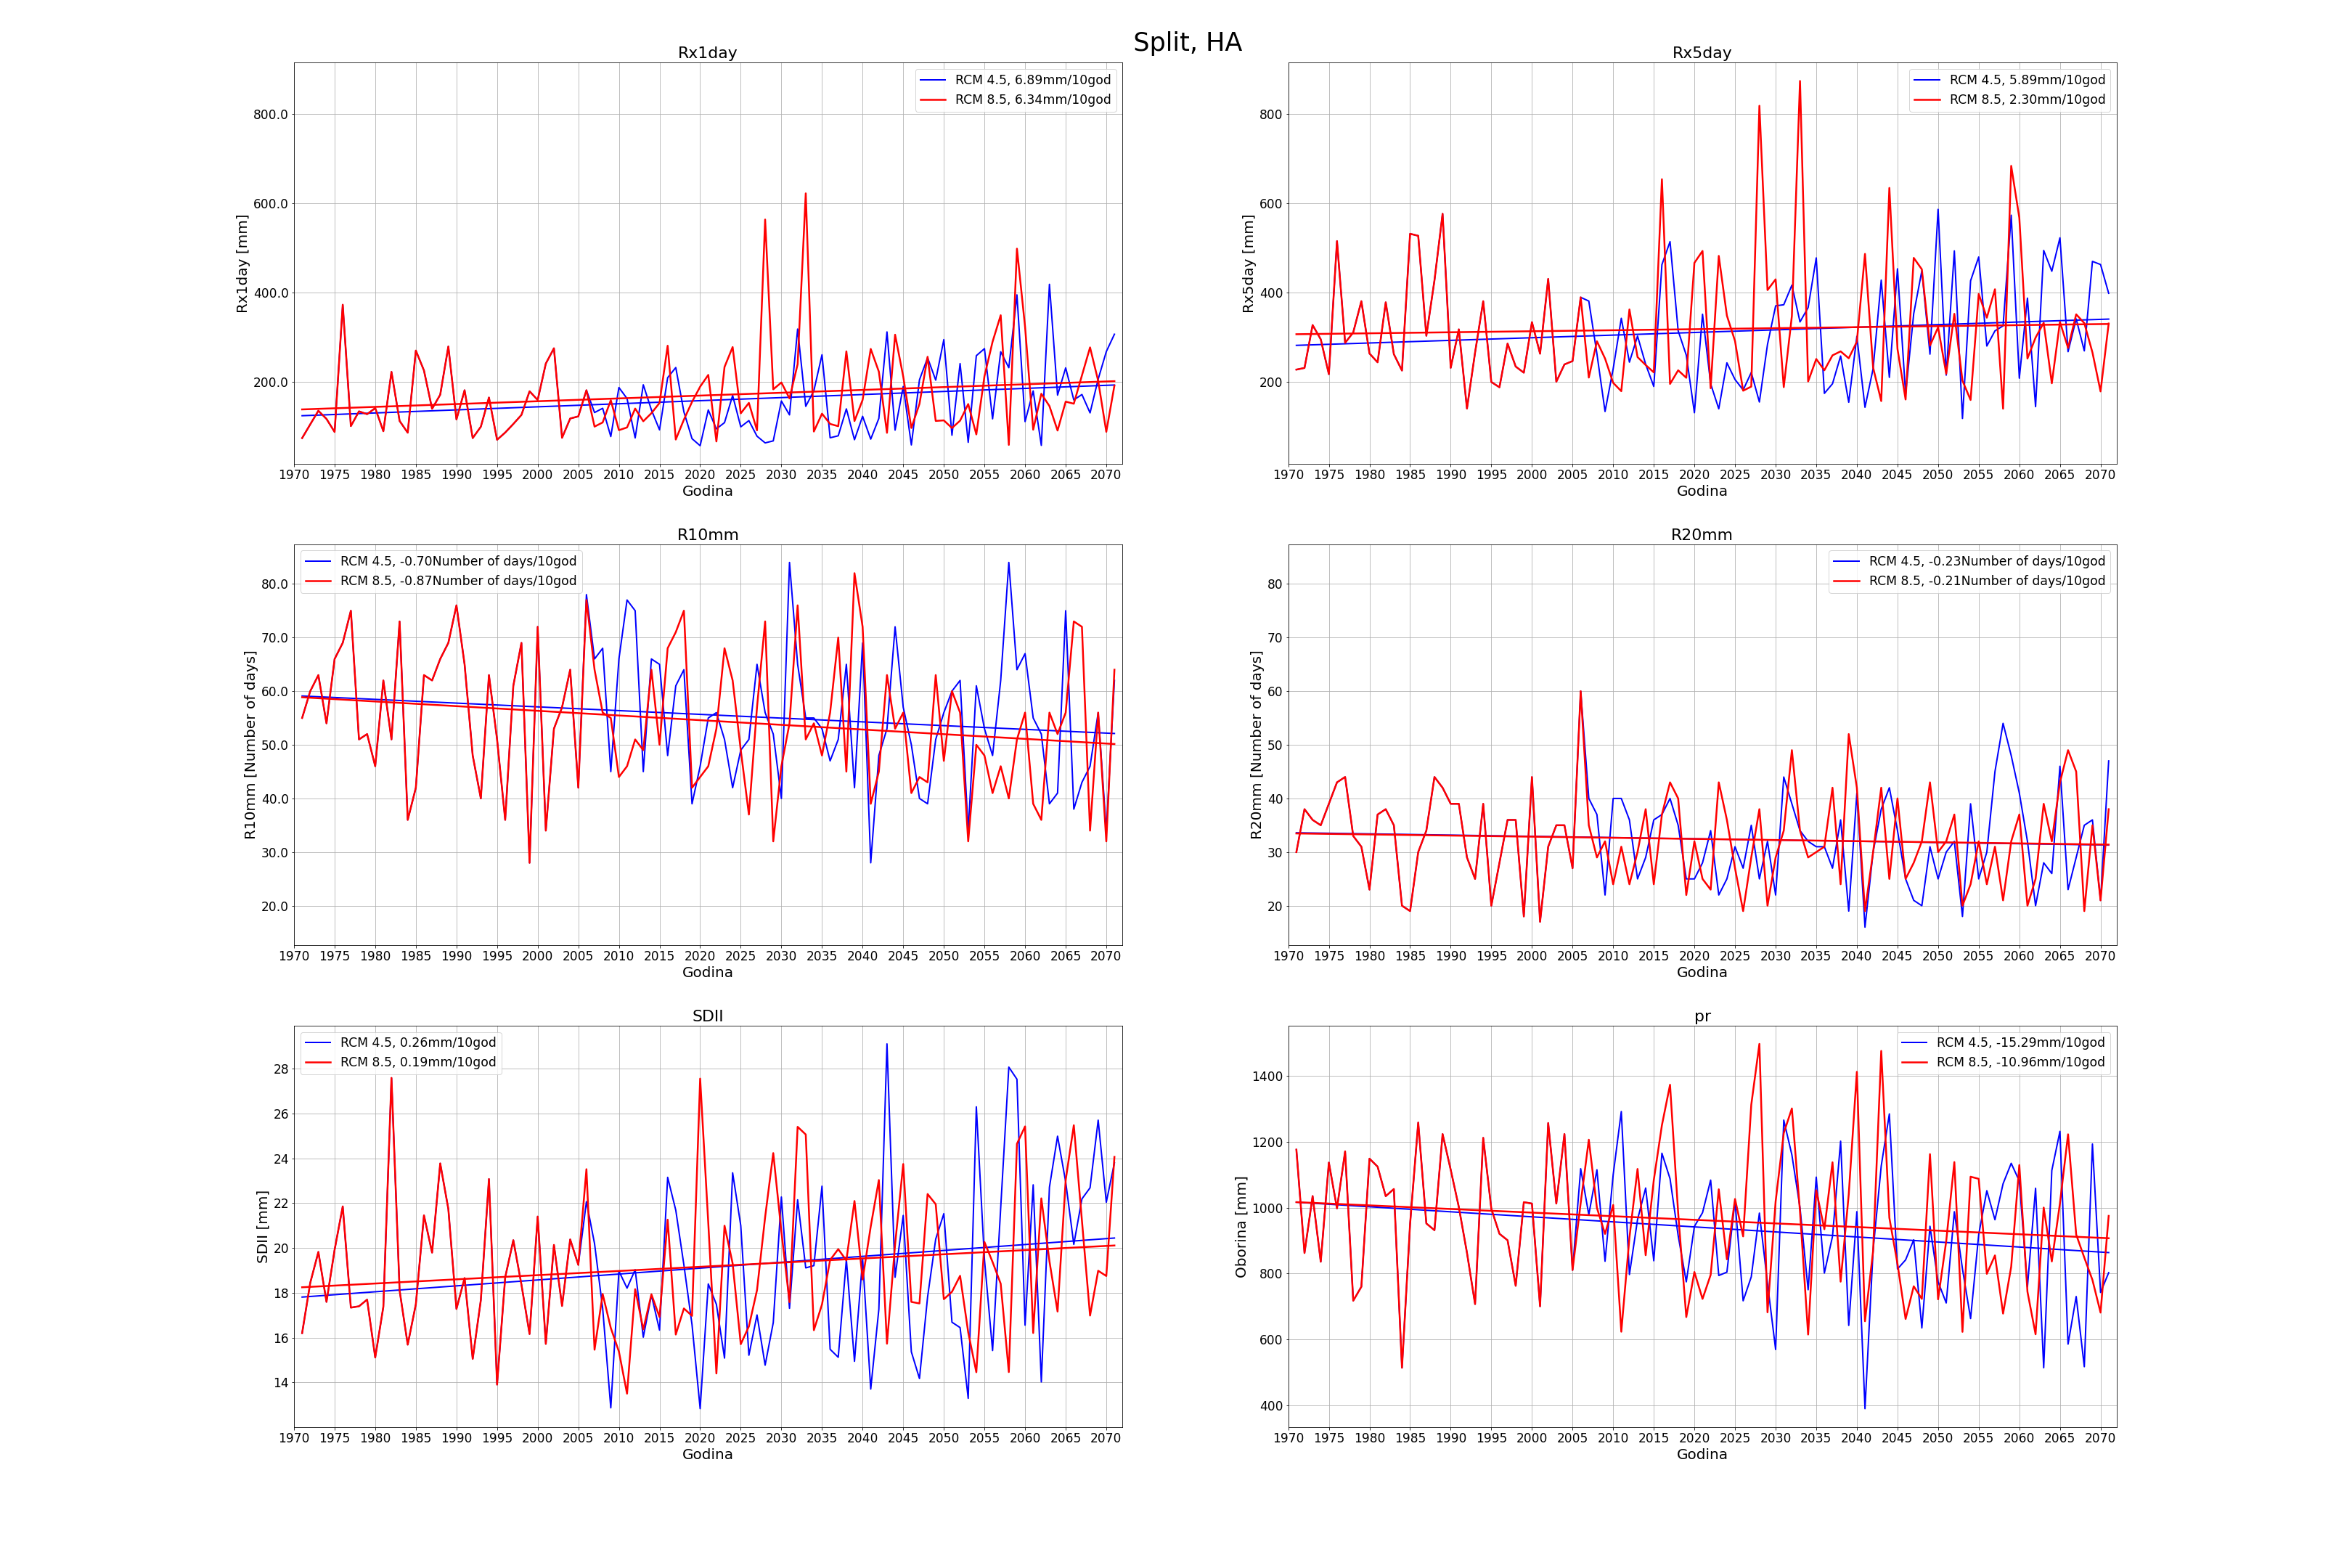 Split, HA
Rx1day
RCM 4.5, 6.89mm/10god
RCM 8.5, 6.34mm/10god
Rx1day [mm]
800.0
600.0
400.0
200.0
1970 1975 1980 1985 1990 1995 2000 2005 2010 2015 2020 2025 2030 2035 2040 2045 2050 2055 2060 2065 2070
Godina
Rx5day
RCM 4.5, 5.89mm/10god
RCM 8.5, 2.30mm/10god
Rx5day [mm]
800
600
400
200
1970 1975 1980 1985 1990 1995 2000 2005 2010 2015 2020 2025 2030 2035 2040 2045 2050 2055 2060 2065 2070
Godina
R10mm
RCM 4.5, -0.70Number of days/10god
RCM 8.5, -0.87Number of days/10god
R10mm [Number of days]
80.0
70.0
60.0
50.0
40.0
30.0
20.0
1970 1975 1980 1985 1990 1995 2000 2005 2010 2015 2020 2025 2030 2035 2040 2045 2050 2055 2060 2065 2070
Godina
R20mm
RCM 4.5, -0.23Number of days/10god
RCM 8.5, -0.21Number of days/10god
R20mm [Number of days]
80
70
60
50
40
30
20
1970 1975 1980 1985 1990 1995 2000 2005 2010 2015 2020 2025 2030 2035 2040 2045 2050 2055 2060 2065 2070
Godina
SDII
RCM 4.5, 0.26mm/10god
RCM 8.5, 0.19mm/10god
SDII [mm]
28
26
24
22
20
18
16
14
1970 1975 1980 1985 1990 1995 2000 2005 2010 2015 2020 2025 2030 2035 2040 2045 2050 2055 2060 2065 2070
Godina
pr
RCM 4.5, -15.29mm/10god
RCM 8.5, -10.96mm/10god
Oborina [mm]
1400
1200
1000
800
600
400
1970 1975 1980 1985 1990 1995 2000 2005 2010 2015 2020 2025 2030 2035 2040 2045 2050 2055 2060 2065 2070
Godina